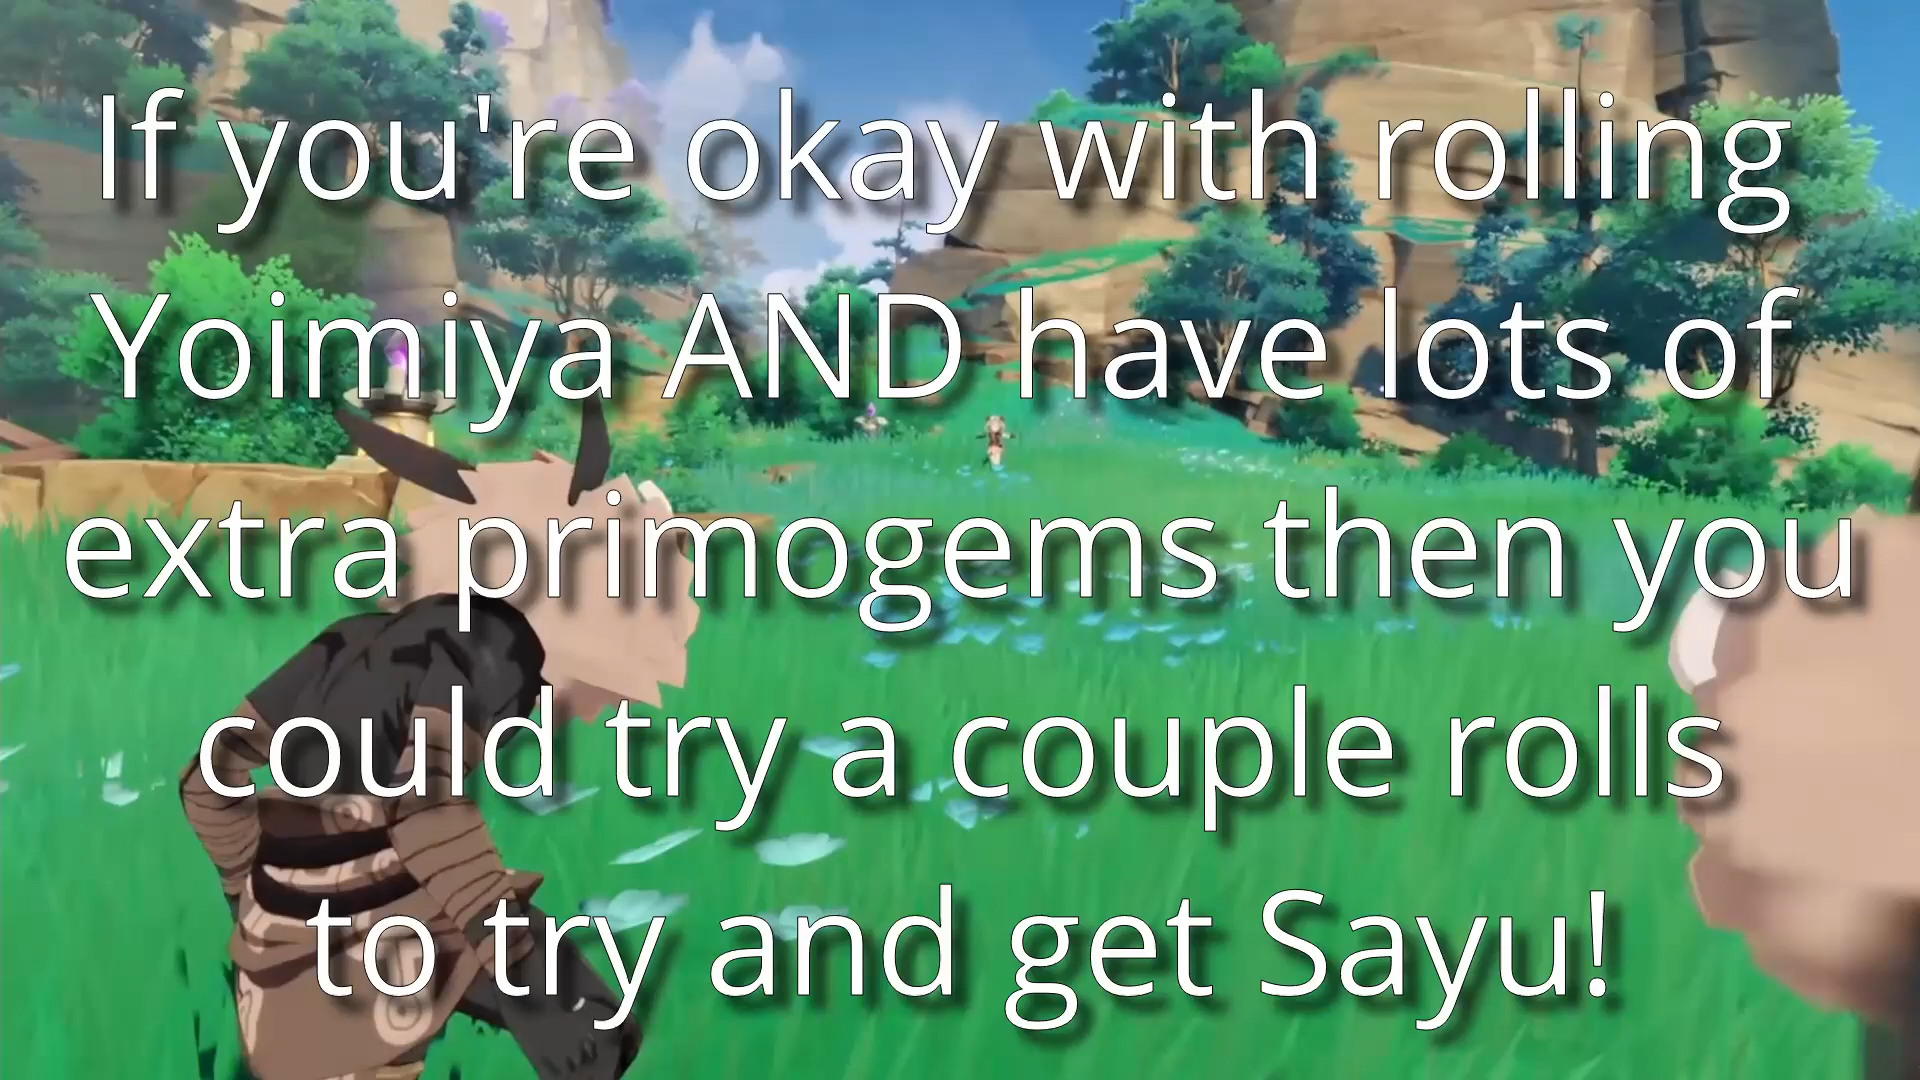 If you're okay with rolling
Yoimiya AND have lots of
extra primogems then you
could try a couple rolls
to try and get Sayu!